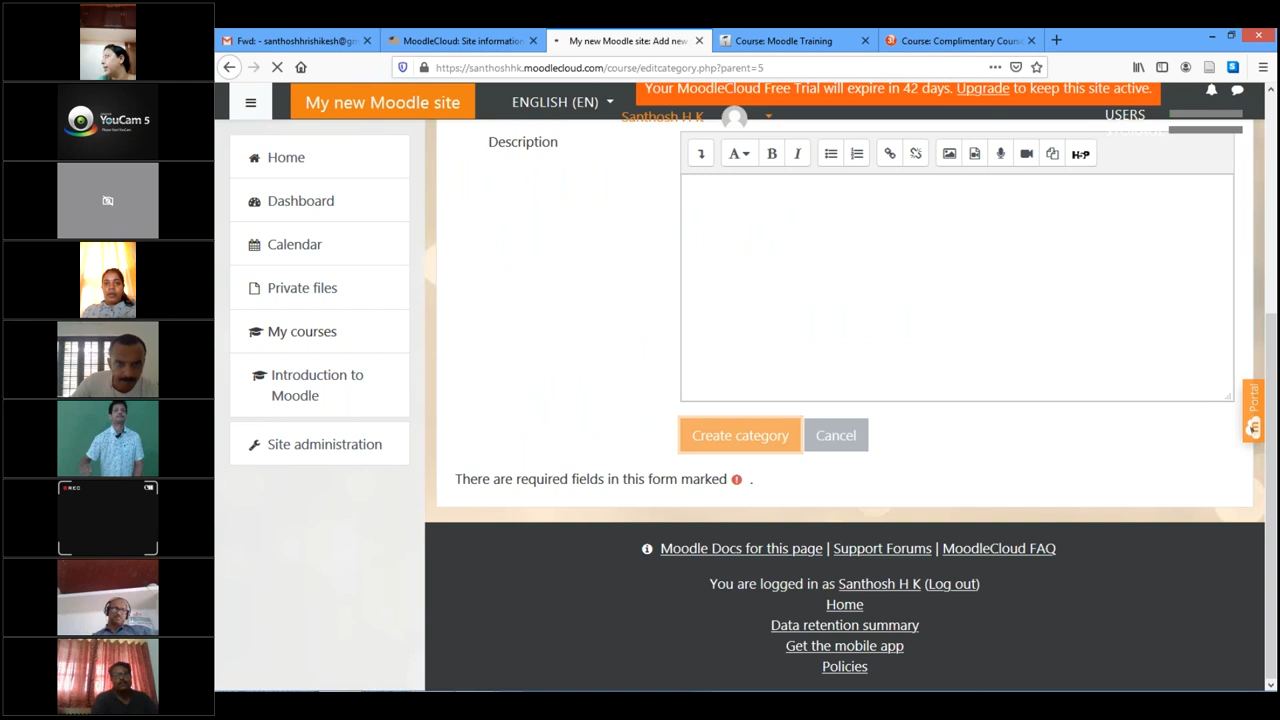 Fwd: - santhoshhrishikesh@gm
MoodleCloud: Site information
My new Moodle site: Add new
Course: Moodle Training
Course: Complimentary Course
https://santhoshhk.moodlecloud.com/course/editcategory.php?parent=5
My new Moodle site
ENGLISH (EN)
Your MoodleCloud Free Trial will expire in 42 days. Upgrade to keep this site active.
Santhosh H K
USERS
YouCam 5
Home
Dashboard
Calendar
Private files
My courses
Introduction to
Moodle
Site administration
Description
A
B
I
H5P
Create category
Cancel
There are required fields in this form marked .
Portal
REC
Moodle Docs for this page | Support Forums | MoodleCloud FAQ
You are logged in as Santhosh H K (Log out)
Home
Data retention summary
Get the mobile app
Policies